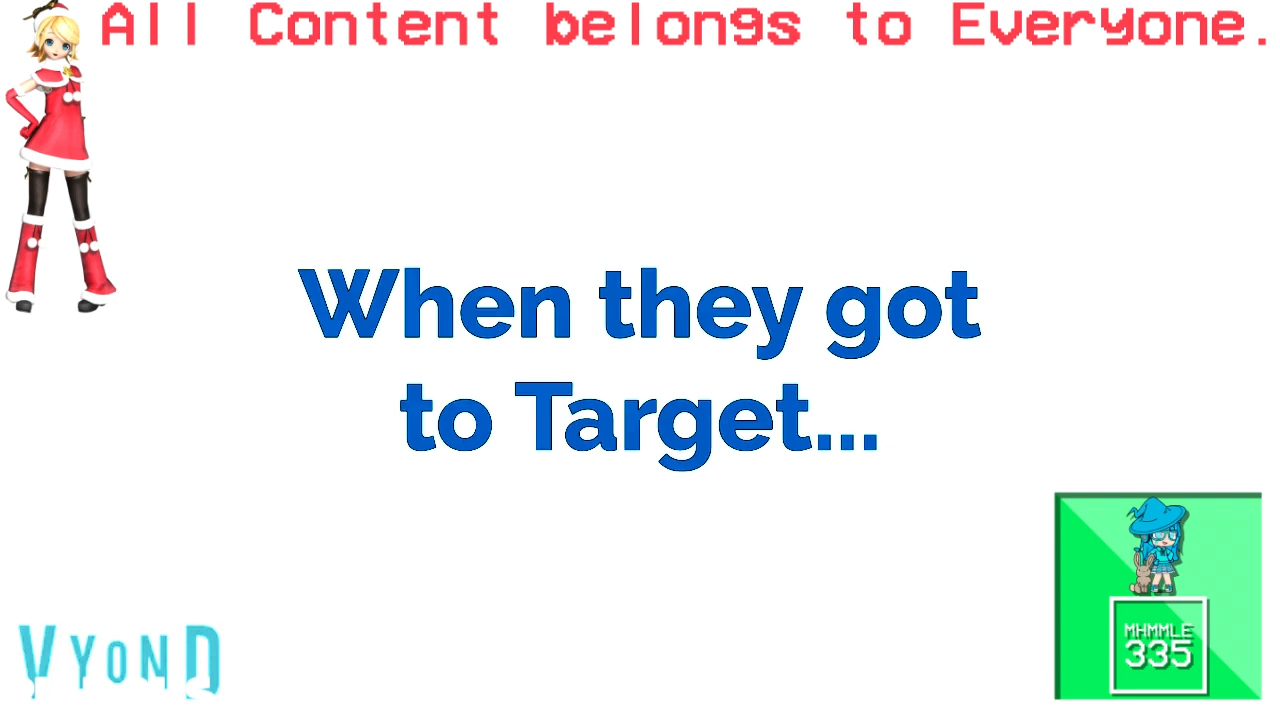 All Content belongs to Everyone.
When they got
to Target...
VYOND
MHMMLE
335